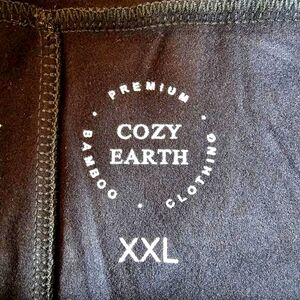 PREMIUM
BAMBOO
CLOTHING
COZY
EARTH
XXL